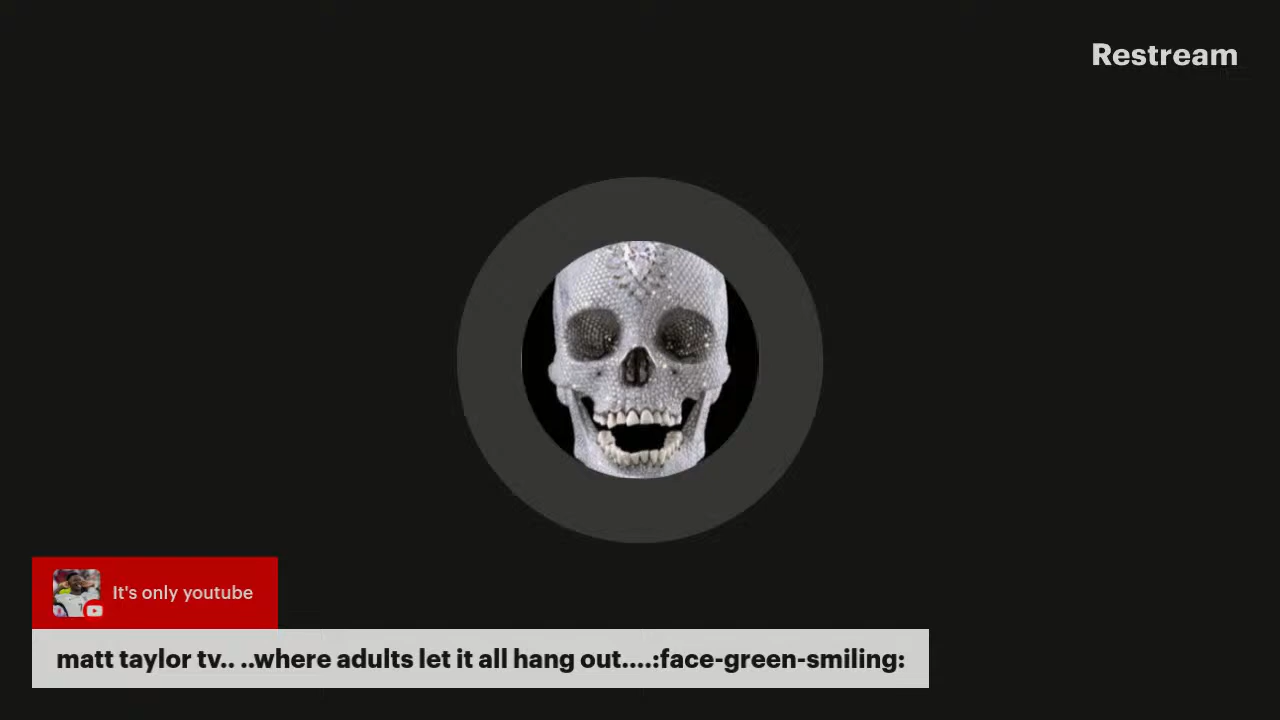 Restream
It's only youtube
matt taylor tv.. ..where adults let it all hang out....:face-green-smiling: